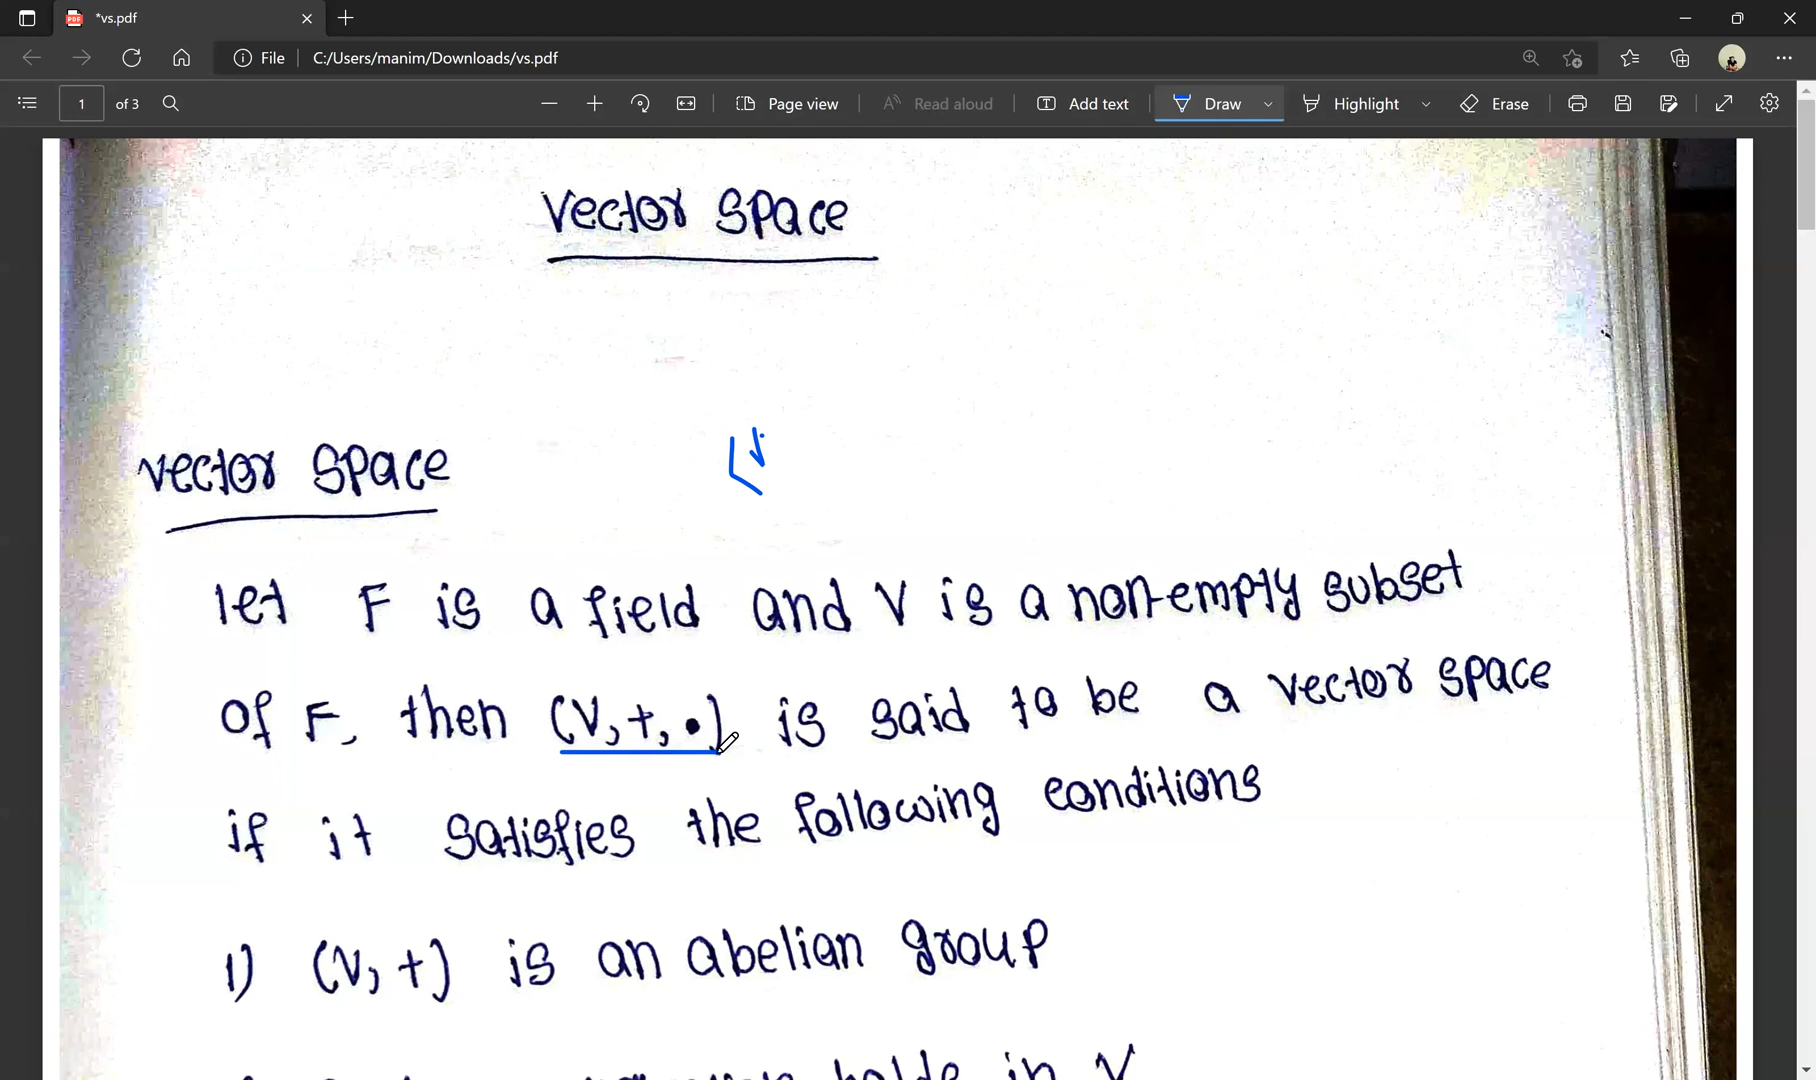 *vs.pdf
File C:/Users/manim/Downloads/vs.pdf
1 of 3 Page view Read aloud Add text Draw Highlight Erase
Vector Space
Vector Space
(V
let F is a field and V is a non-empty subset
of F, then (V, +, •) is said to be a vector space
if it satisfies the following conditions
1) (V, +) is an abelian group
holds in V